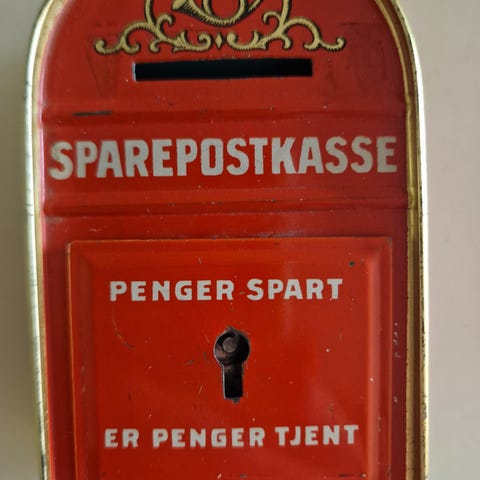 SPAREPOSTKASSE
PENGER SPART
ER PENGER TJENT